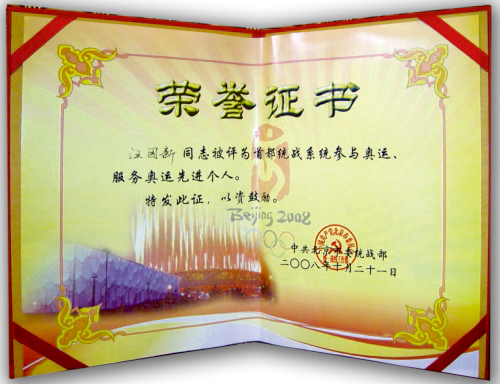 荣誉证书
汪国新 同志被评为首都统战系统参与奥运、
服务奥运先进个人。
特发此证，以资鼓励。
Beijing 2008
中共北京市委统战部
二〇〇八年十月二十一日